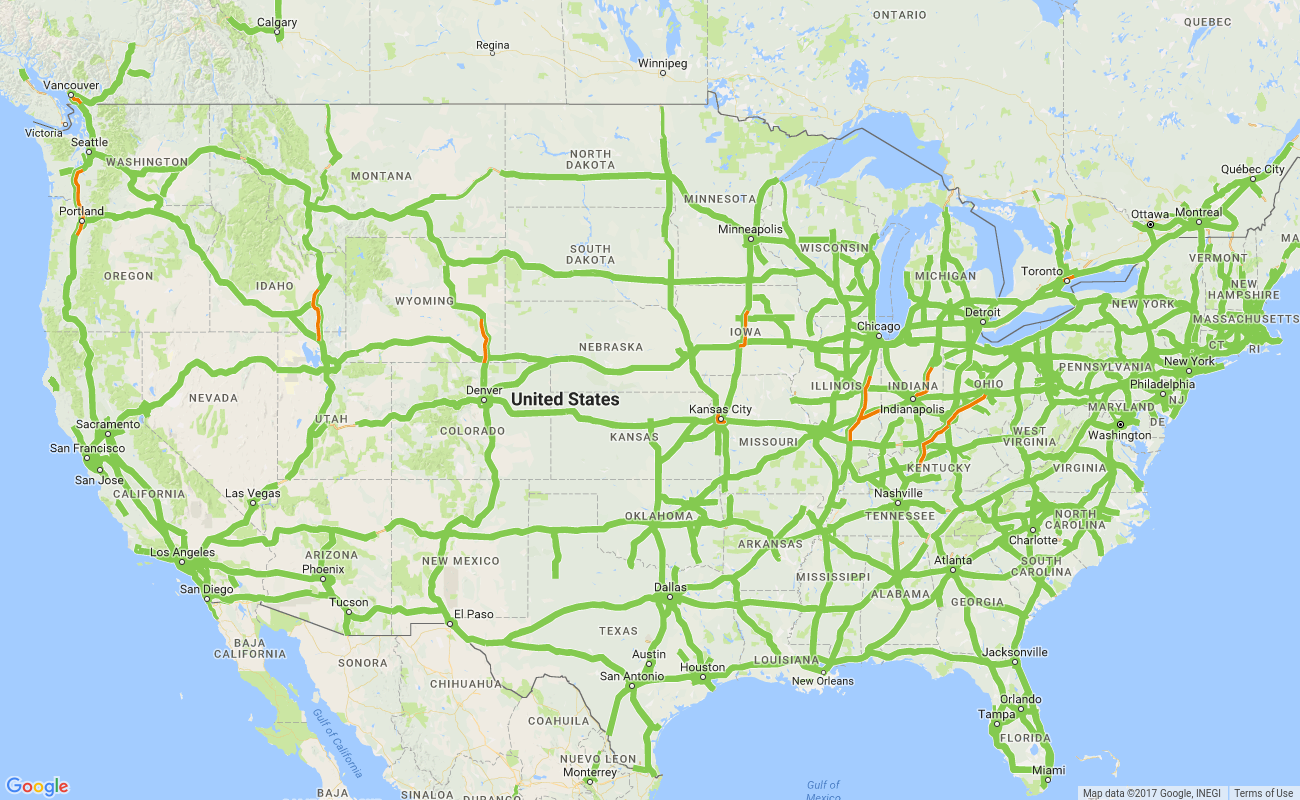 Calgary
Regina
Winnipeg
ONTARIO
QUEBEC
Vancouver
Victoria
Seattle
WASHINGTON
MONTANA
NORTH
DAKOTA
MINNESOTA
Québec City
Ottawa
Montreal
MA
Portland
Minneapolis
WISCONSIN
VERMONT
OREGON
IDAHO
SOUTH
DAKOTA
MICHIGAN
Toronto
NEW
HAMPSHIRE
WYOMING
Detroit
NEW YORK
MASSACHUSETTS
IOWA
Chicago
CT
RI
NEBRASKA
New York
PENNSYLVANIA
NEVADA
Denver
United States
ILLINOIS
INDIANA
OHIO
Philadelphia
NJ
UTAH
Kansas City
Indianapolis
MARYLAND
DE
Sacramento
COLORADO
KANSAS
MISSOURI
WEST
VIRGINIA
Washington
San Francisco
San Jose
KENTUCKY
VIRGINIA
CALIFORNIA
Las Vegas
Nashville
OKLAHOMA
TENNESSEE
NORTH
CAROLINA
Los Angeles
ARIZONA
Phoenix
NEW MEXICO
ARKANSAS
Charlotte
Atlanta
SOUTH
CAROLINA
San Diego
Tucson
Dallas
MISSISSIPPI
ALABAMA
GEORGIA
El Paso
TEXAS
BAJA
CALIFORNIA
SONORA
Austin
Houston
LOUISIANA
Jacksonville
San Antonio
New Orleans
CHIHUAHUA
Orlando
Tampa
Gulf of
California
COAHUILA
FLORIDA
NUEVO LEON
Monterrey
Miami
Google
BAJA
SINALOA
DURANGO
Gulf of
Mexico
Map data ©2017 Google, INEGI
Terms of Use